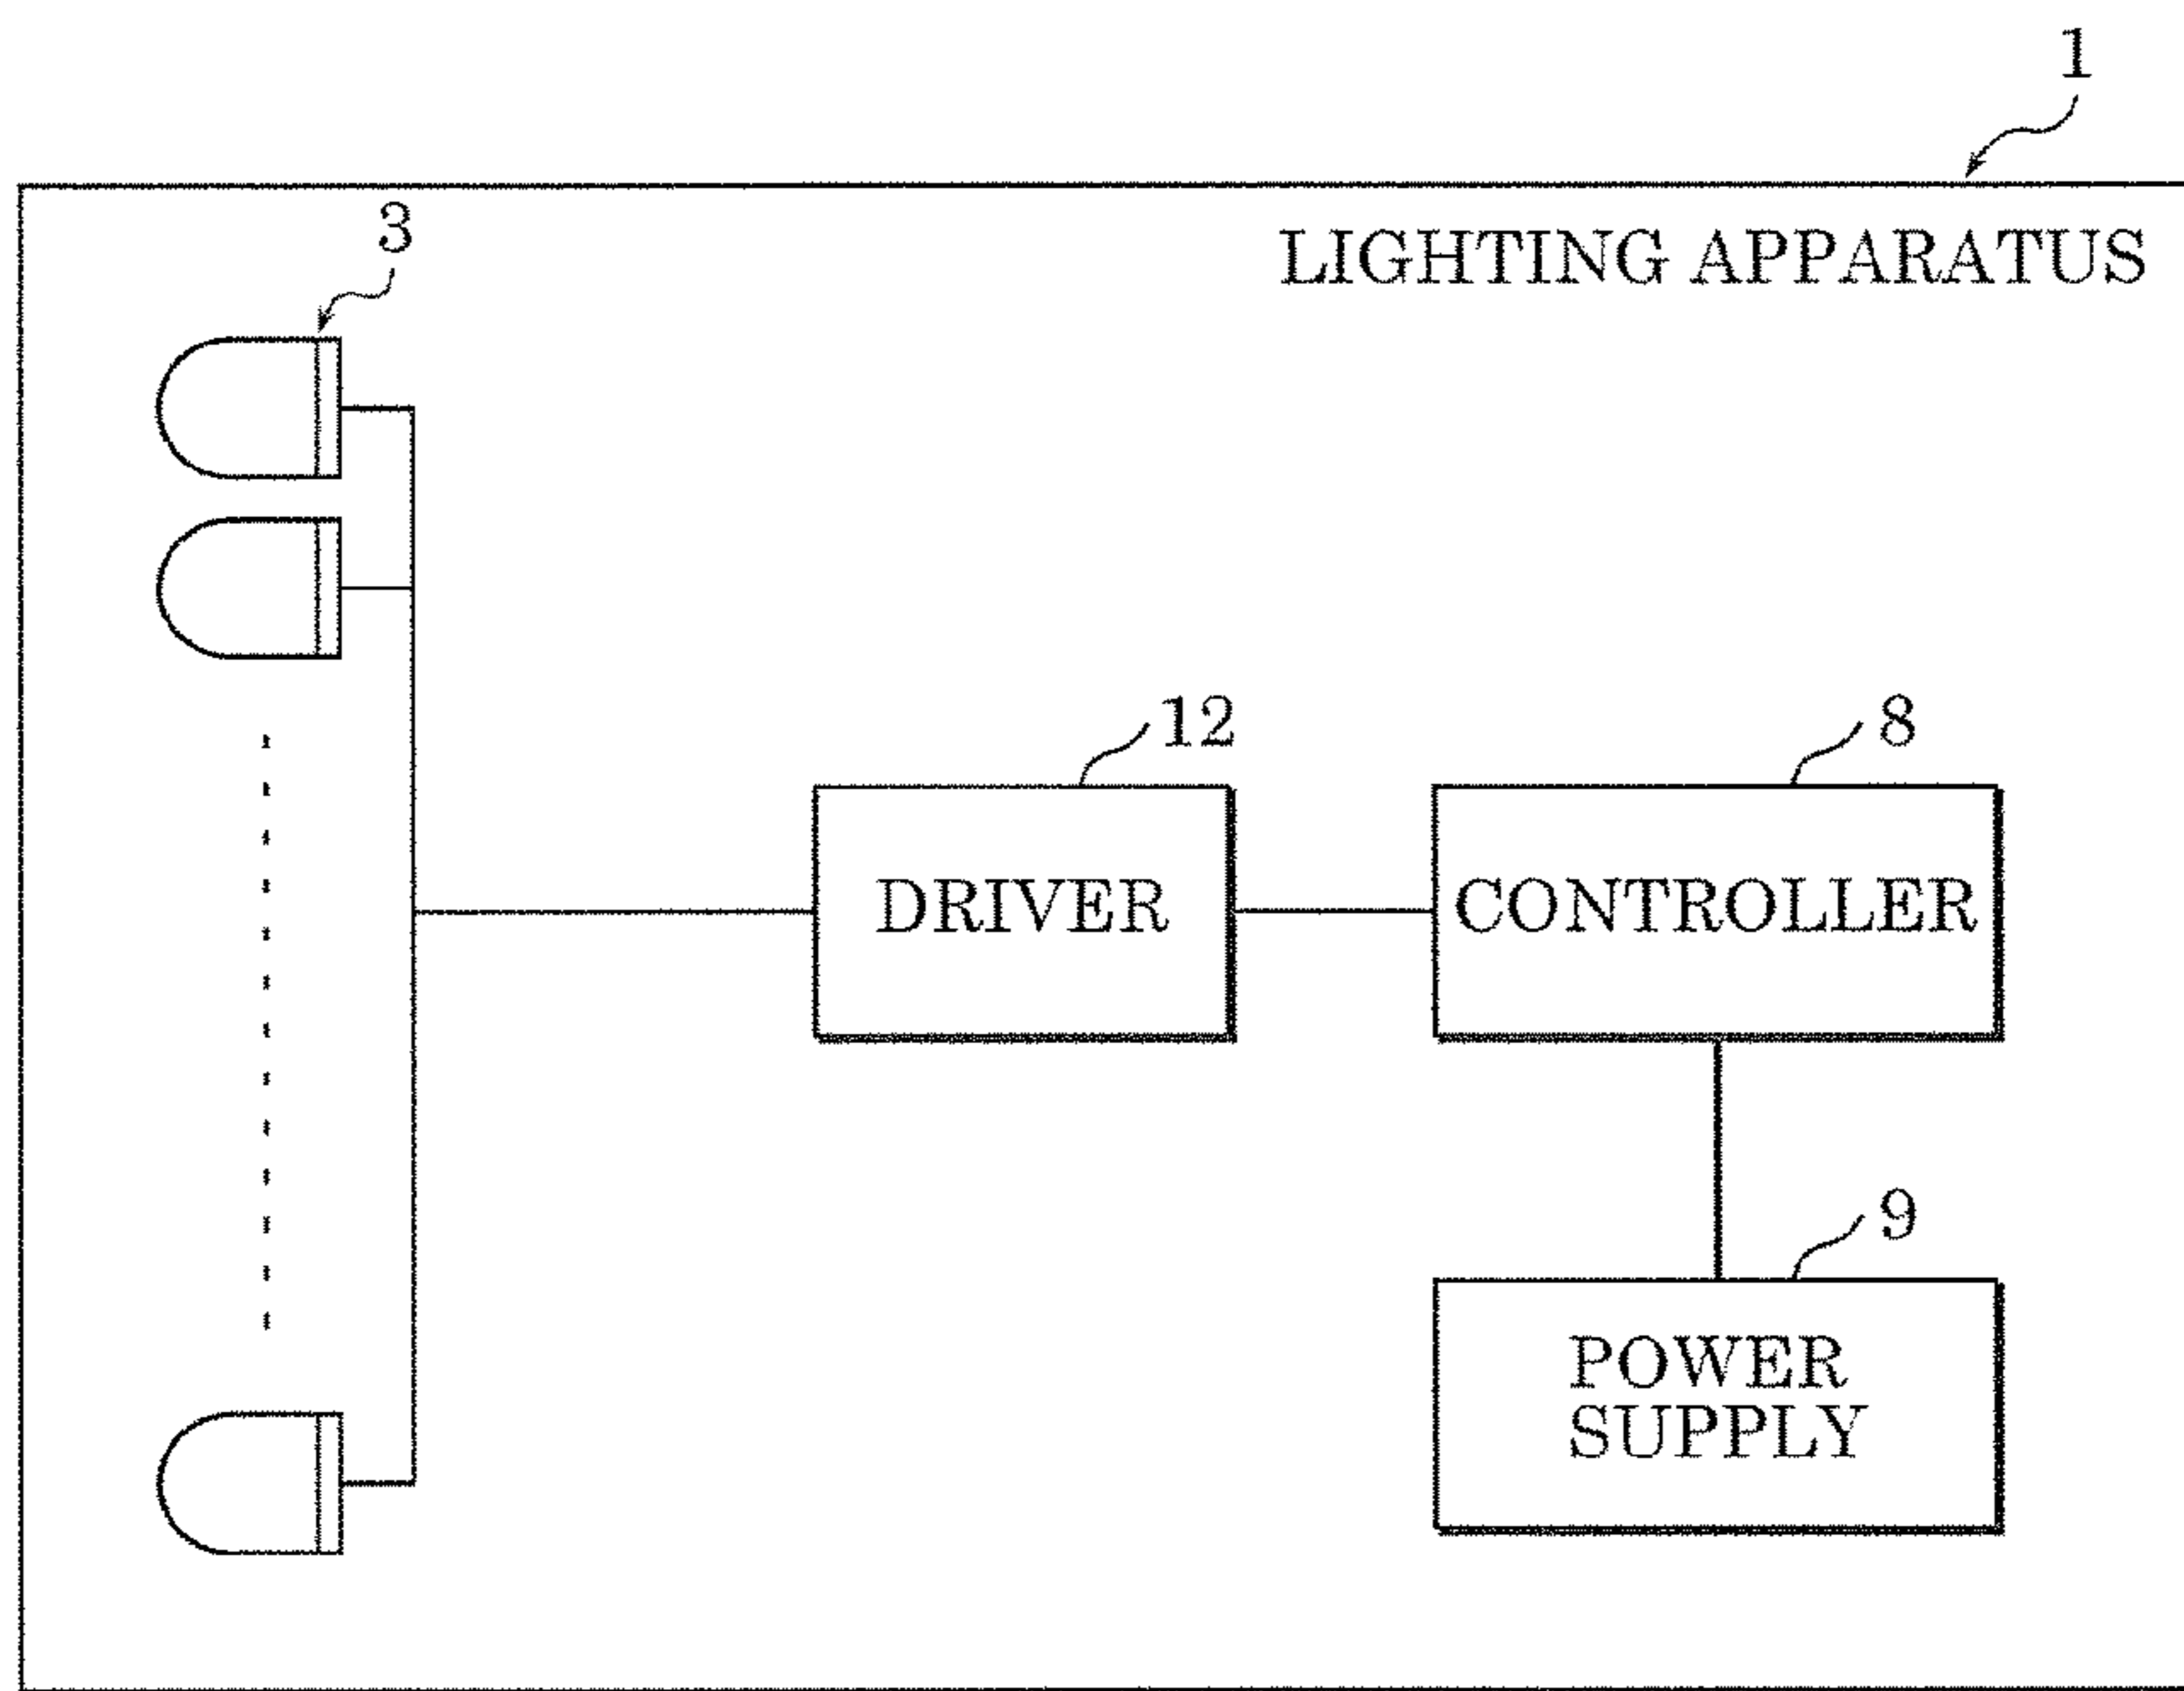 1
LIGHTING APPARATUS
3
12
8
DRIVER
CONTROLLER
9
POWER
SUPPLY